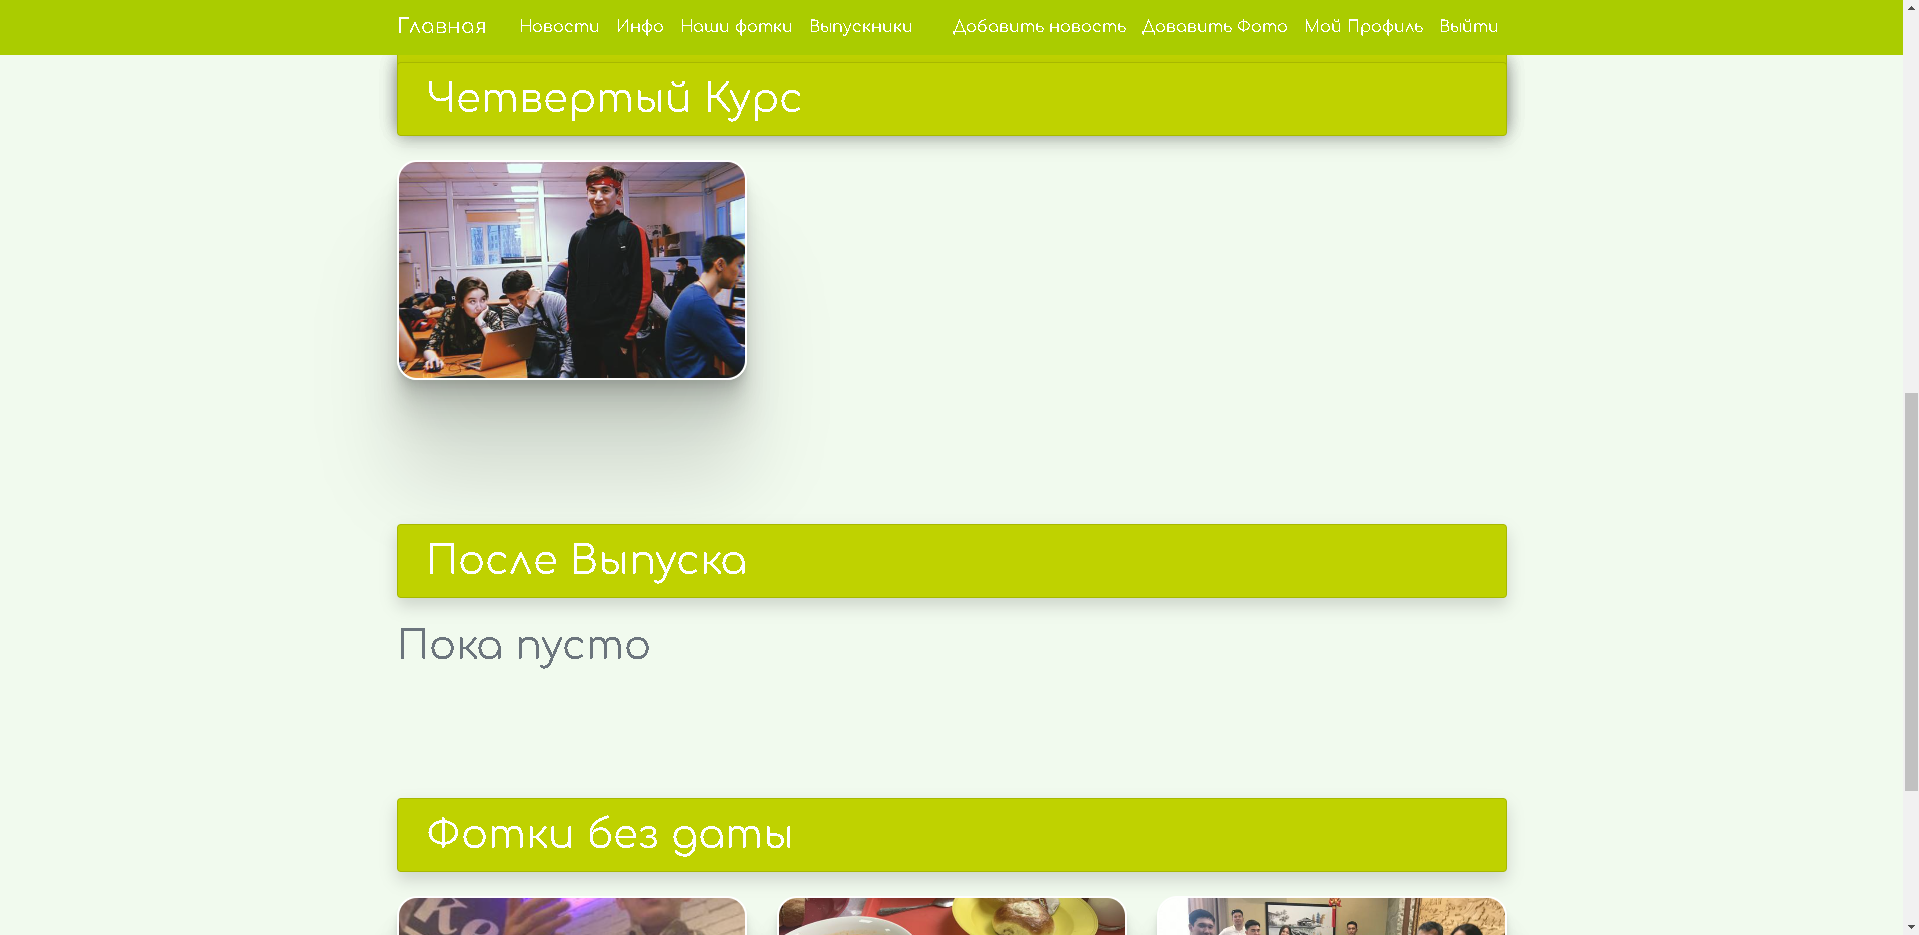 Главная Новости Инфо Наши фотки Выпускники Добавить новость Довавить Фото Мой Профиль Выйти
Четвертый Курс
После Выпуска
Пока пусто
Фотки без даты